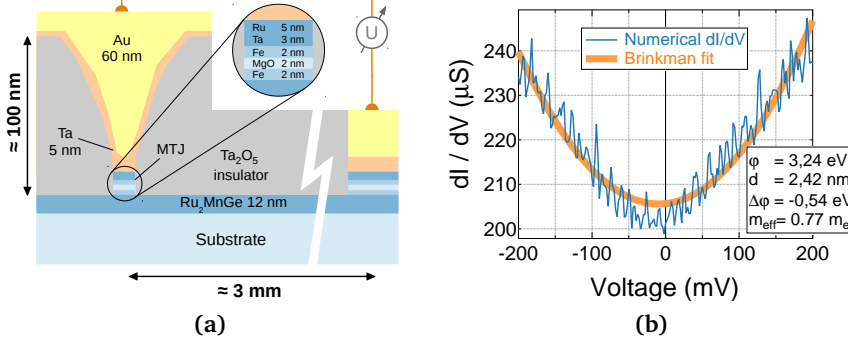 Au
60 nm
≈ 100 nm
Ta
5 nm
MTJ
Ta2O5
insulator
Ru2MnGe 12 nm
Substrate
≈ 3 mm
Ru 5 nm
Ta 3 nm
Fe 2 nm
MgO 2 nm
Fe 2 nm
U
(a)
dI / dV (µS)
240
230
220
210
200
Numerical dI/dV
Brinkman fit
φ = 3,24 eV
d = 2,42 nm
Δφ = -0,54 eV
meff= 0.77 me
-200 -100 0 100 200
Voltage (mV)
(b)